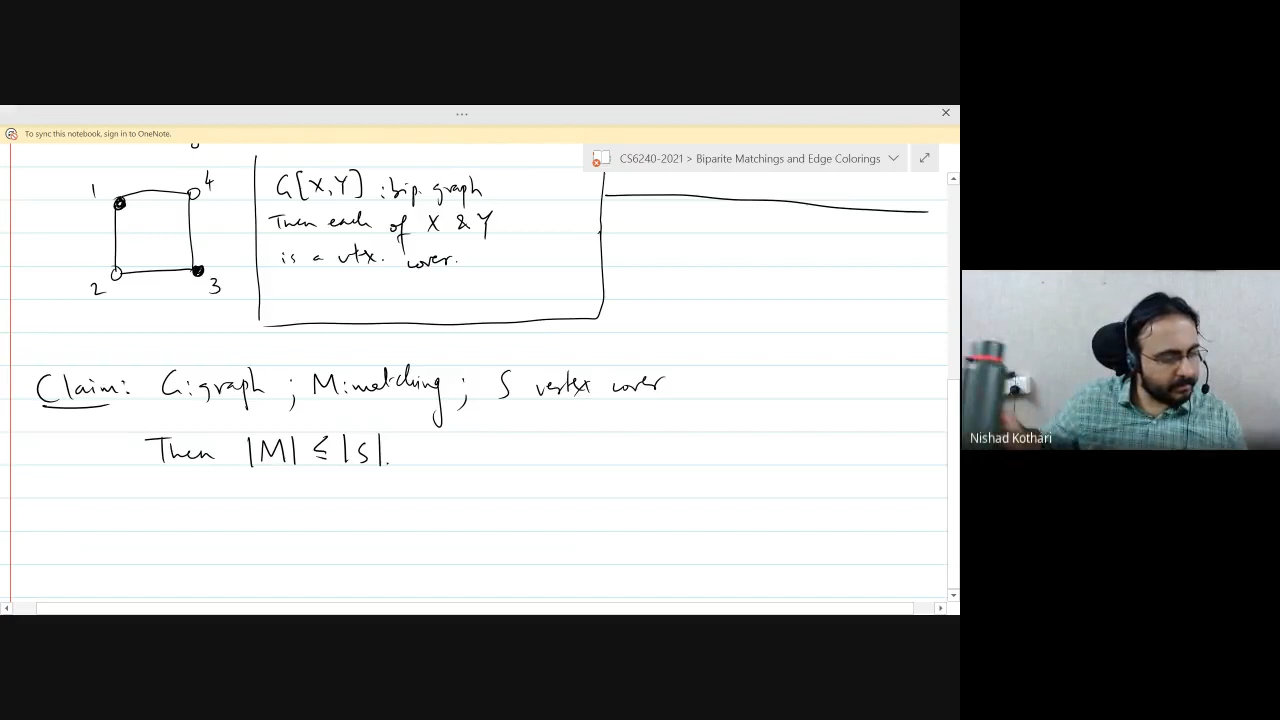 To sync this notebook, sign in to OneNote.
CS6240-2021 > Biparite Matchings and Edge Colorings
1
4
2
3
G[X,Y] : bip. graph
Then each of X & Y
is a vtx. cover.
Claim: G: graph ; M: matching ; S vertex cover
Then |M| ≤ |S|.
Nishad Kothari